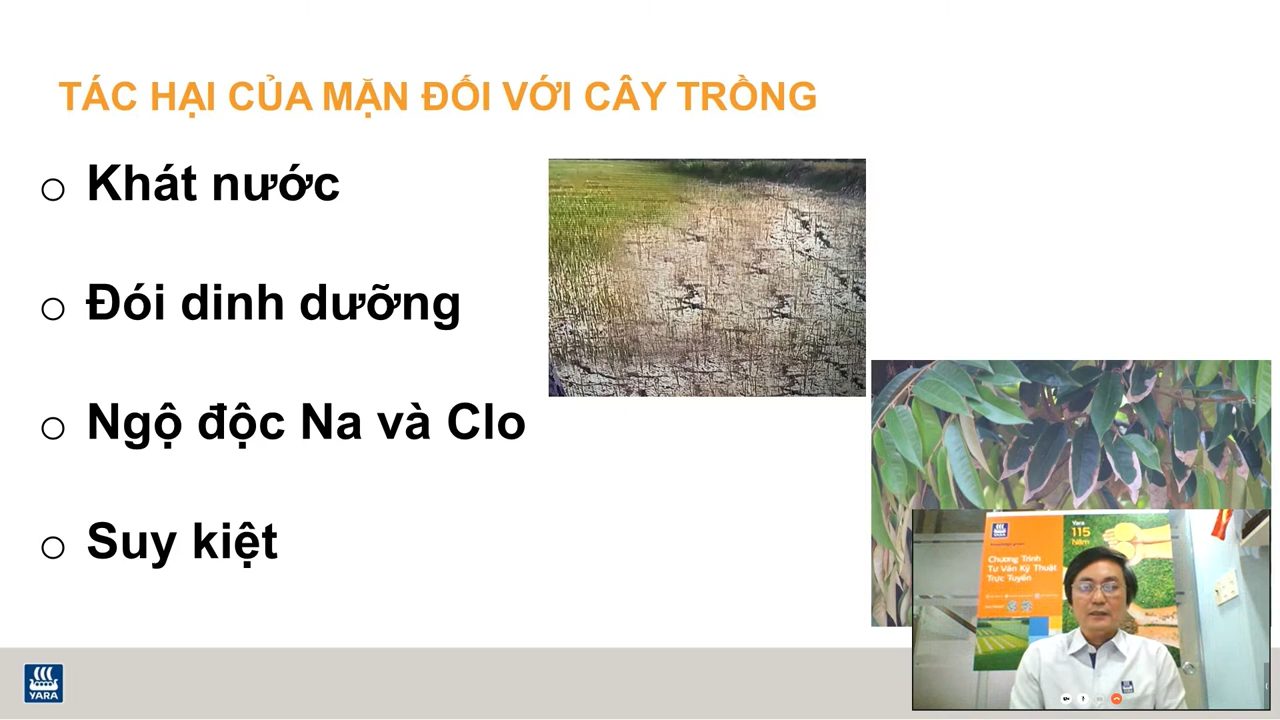 TÁC HẠI CỦA MẶN ĐỐI VỚI CÂY TRỒNG
Khát nước
Đói dinh dưỡng
Ngộ độc Na và Clo
Suy kiệt
YARA
YARA
Yara
115
Năm
Chương Trình
Tư Vấn Kỹ Thuật
Trực Tuyến